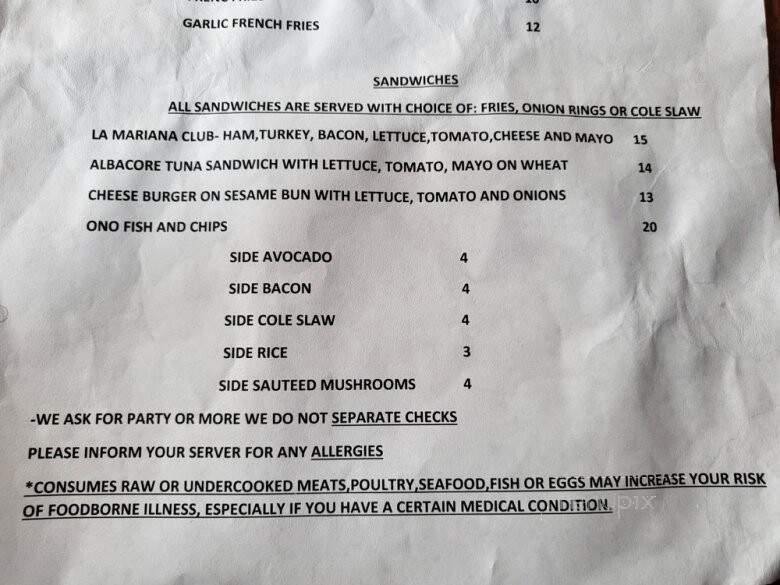 GARLIC FRENCH FRIES 12
SANDWICHES
ALL SANDWICHES ARE SERVED WITH CHOICE OF: FRIES, ONION RINGS OR COLE SLAW
LA MARIANA CLUB- HAM,TURKEY, BACON, LETTUCE,TOMATO,CHEESE AND MAYO 15
ALBACORE TUNA SANDWICH WITH LETTUCE, TOMATO, MAYO ON WHEAT 14
CHEESE BURGER ON SESAME BUN WITH LETTUCE, TOMATO AND ONIONS 13
ONO FISH AND CHIPS 20
SIDE AVOCADO 4
SIDE BACON 4
SIDE COLE SLAW 4
SIDE RICE 3
SIDE SAUTEED MUSHROOMS 4
-WE ASK FOR PARTY OR MORE WE DO NOT SEPARATE CHECKS
PLEASE INFORM YOUR SERVER FOR ANY ALLERGIES
*CONSUMES RAW OR UNDERCOOKED MEATS,POULTRY,SEAFOOD,FISH OR EGGS MAY INCREASE YOUR RISK
OF FOODBORNE ILLNESS, ESPECIALLY IF YOU HAVE A CERTAIN MEDICAL CONDITION.